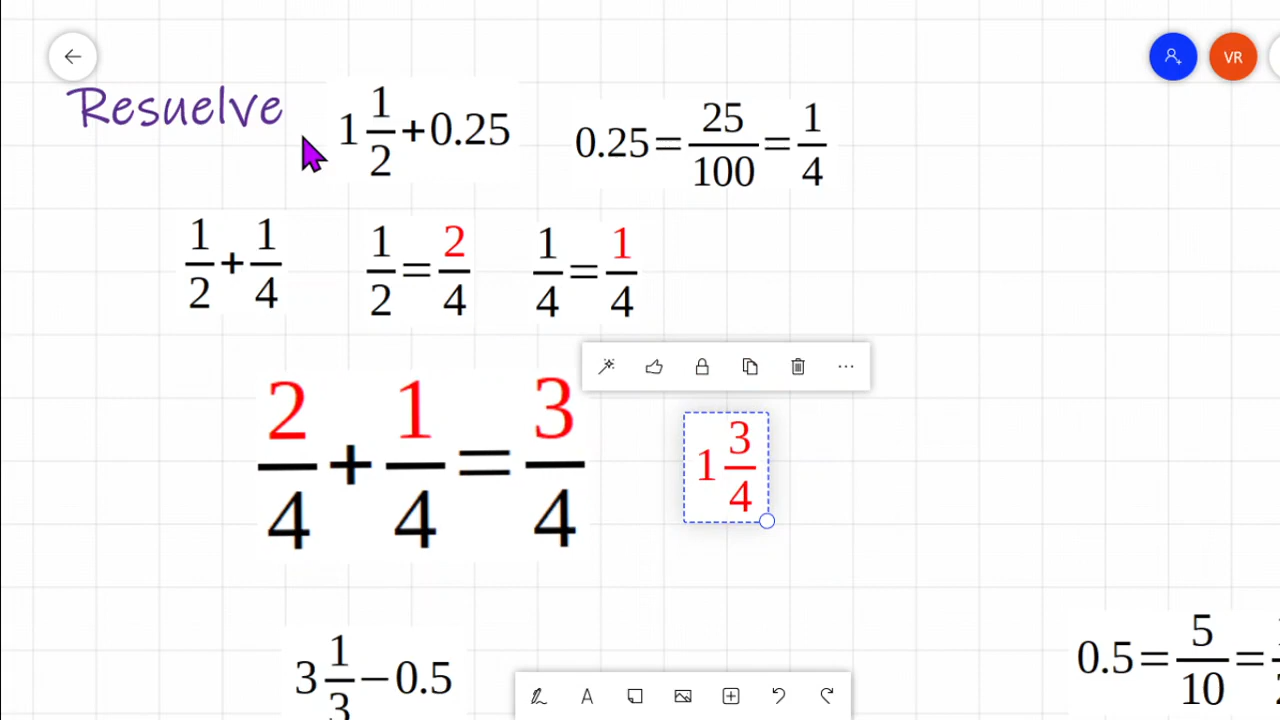 VR
Resuelve 1 1/2 + 0.25 0.25 = 25/100 = 1/4
1/2 + 1/4 1/2 = 2/4 1/4 = 1/4
2/4 + 1/4 = 3/4 1 3/4
3 1/3 − 0.5 0.5 = 5/10 =
A